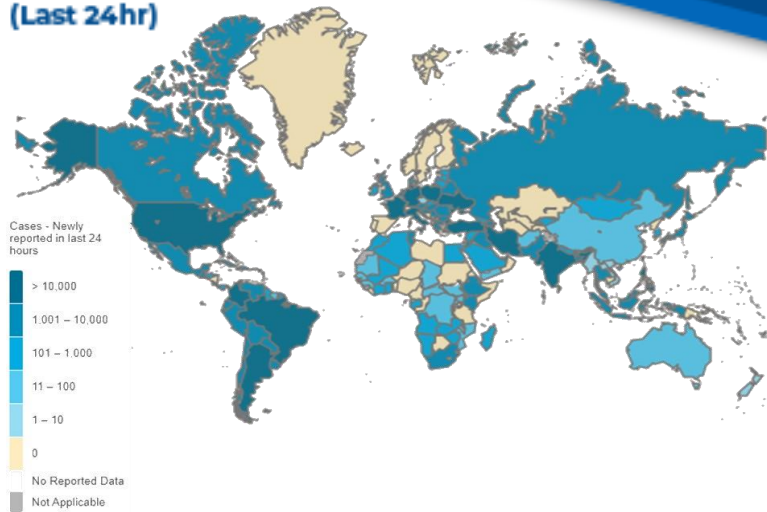 (Last 24hr)
Cases - Newly
reported in last 24
hours
> 10,000
1.001 – 10,000
101 – 1.000
11 – 100
1 – 10
0
No Reported Data
Not Applicable